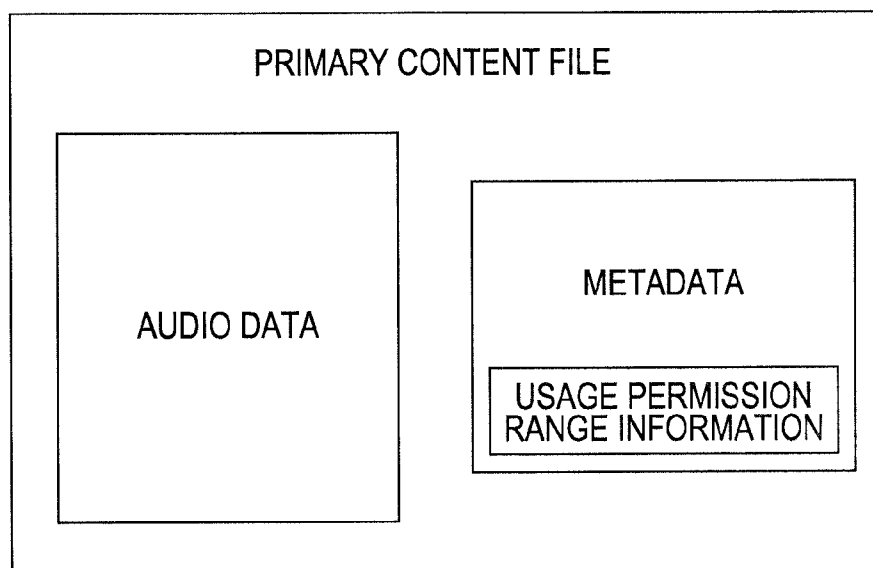 PRIMARY CONTENT FILE
AUDIO DATA
METADATA
USAGE PERMISSION
RANGE INFORMATION